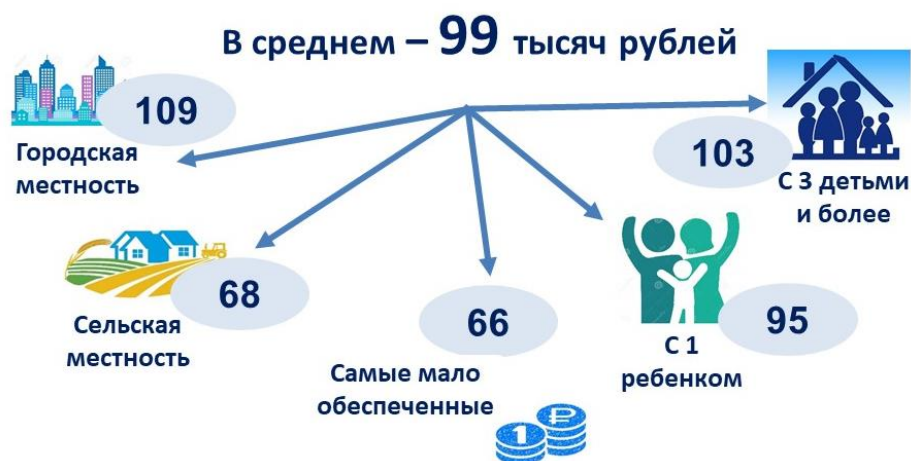 В среднем – 99 тысяч рублей
109
Городская
местность
103
С 3 детьми
и более
68
Сельская
местность
66
Самые мало
обеспеченные
95
С 1
ребенком
1 ₽